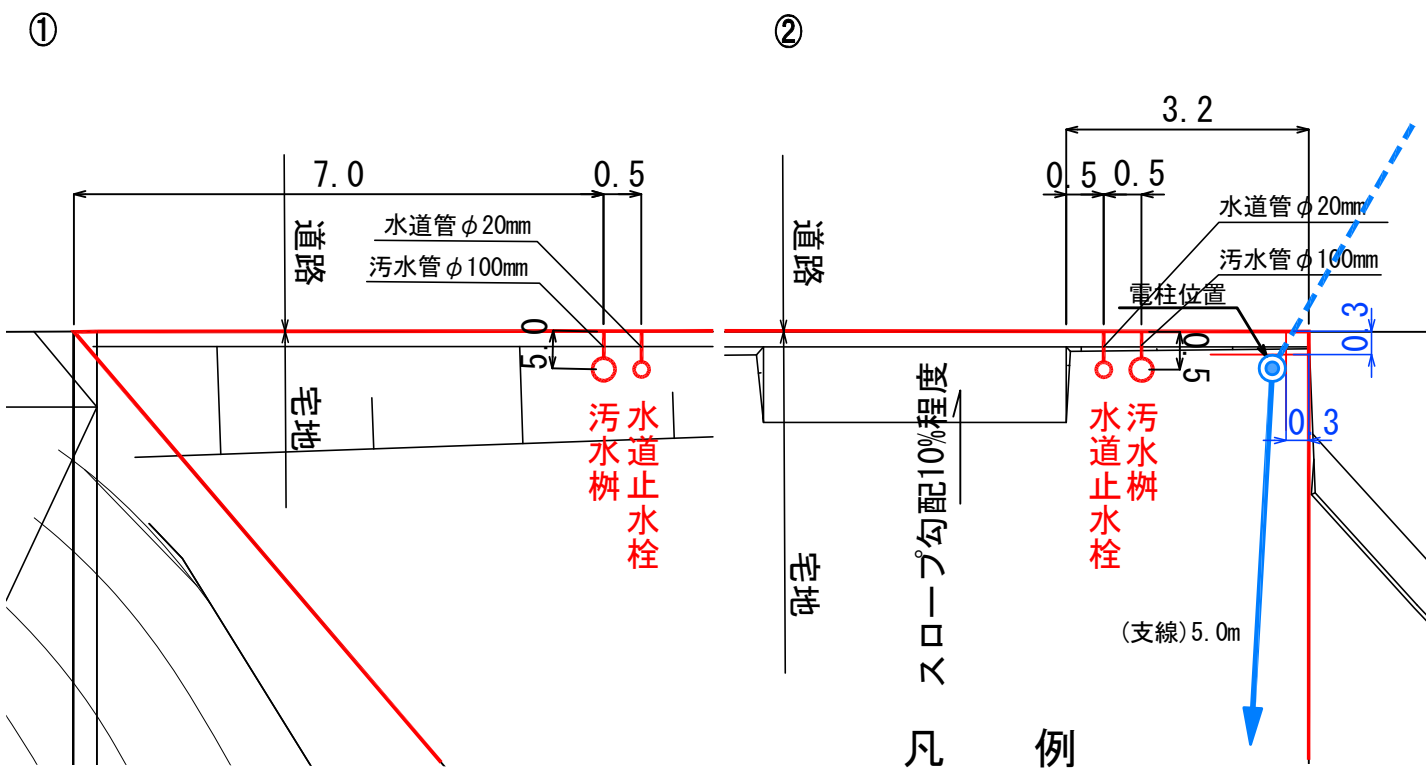 ①
7.0
0.5
道路
水道管φ20mm
汚水管φ100mm
0.5
宅地
汚水桝
水道止水栓
②
3.2
0.5
0.5
道路
水道管φ20mm
汚水管φ100mm
電柱位置
0.3
0.5
0.3
スロープ勾配10%程度
水道止水栓
汚水桝
宅地
(支線)5.0m
凡　例